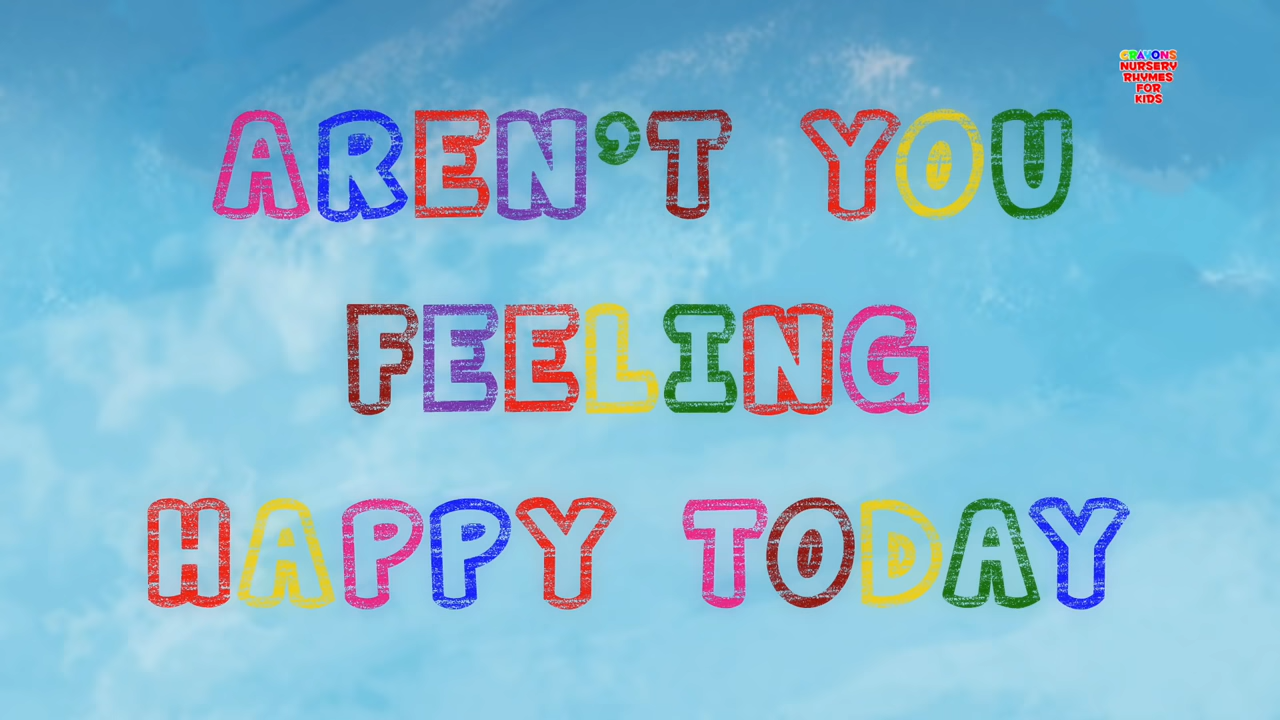 CRAYONS
NURSERY
RHYMES
FOR
KIDS
AREN'T YOU
FEELING
HAPPY TODAY